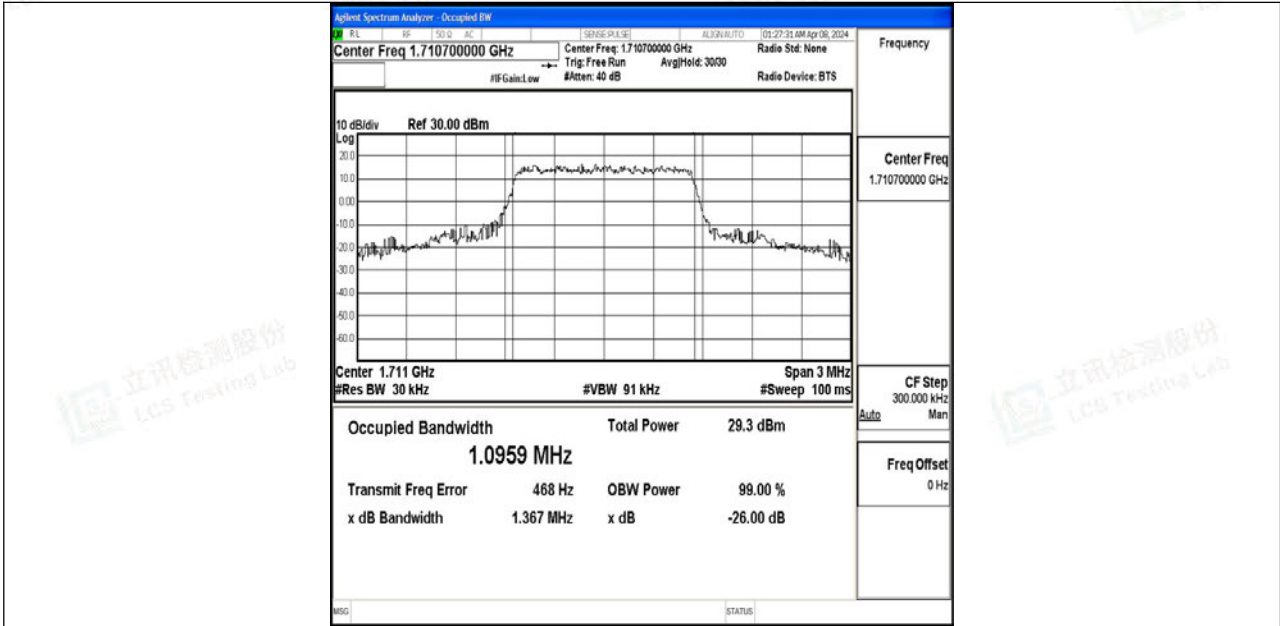 Agilent Spectrum Analyzer - Occupied BW
RL RF 50 Ω AC SENSE:PULSE ALIGN AUTO 01:27:31 AM Apr 08, 2024
Center Freq 1.710700000 GHz
Center Freq: 1.710700000 GHz
Radio Std: None
Trig: Free Run Avg|Hold: 30/30
#IFGain:Low #Atten: 40 dB Radio Device: BTS
Frequency
10 dB/div Ref 30.00 dBm
Log
20.0
10.0
0.00
-10.0
-20.0
-30.0
-40.0
-50.0
-60.0
Center Freq
1.710700000 GHz
Center 1.711 GHz Span 3 MHz
#Res BW 30 kHz #VBW 91 kHz #Sweep 100 ms
CF Step
300.000 kHz
Auto Man
Freq Offset
0 Hz
Occupied Bandwidth Total Power 29.3 dBm
1.0959 MHz
Transmit Freq Error 468 Hz OBW Power 99.00 %
x dB Bandwidth 1.367 MHz x dB -26.00 dB
MSG STATUS
立讯检测股份
LCS Testing Lab
立讯检测股份
LCS Testing Lab